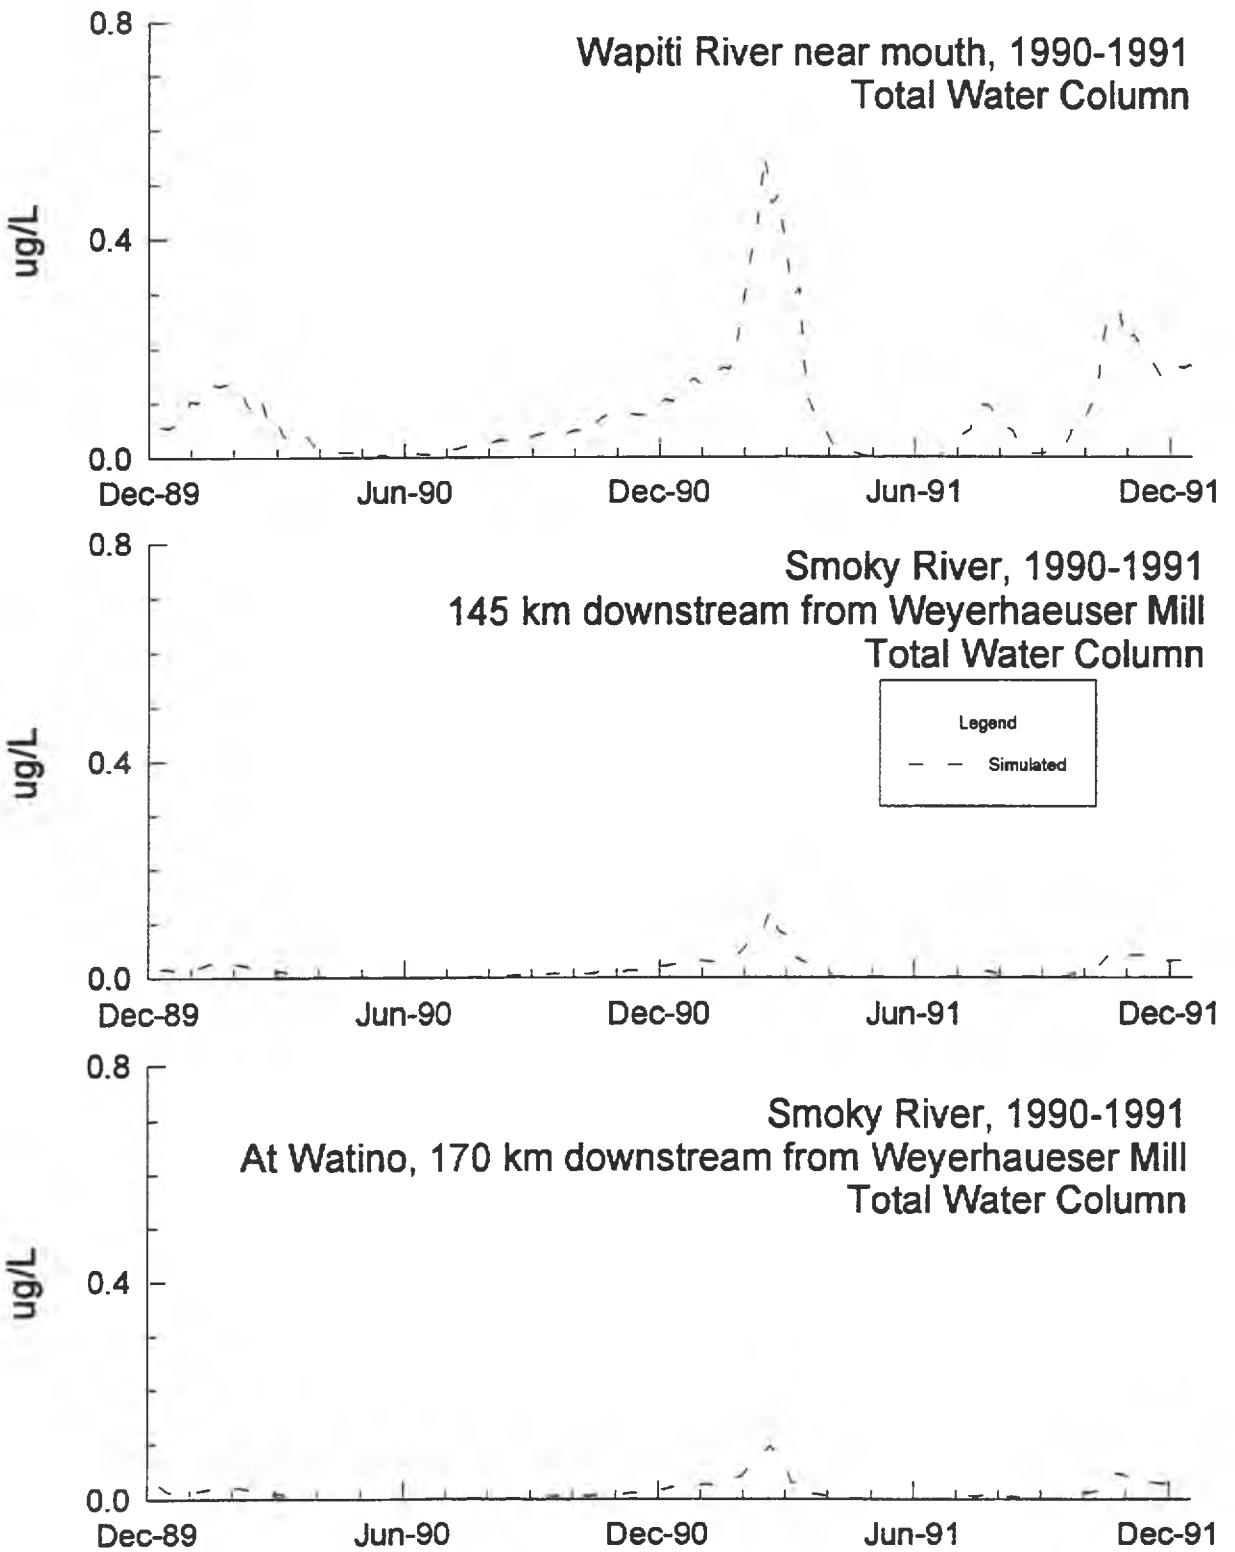 0.8
Wapiti River near mouth, 1990-1991
Total Water Column
ug/L
0.4
0.0
Dec-89 Jun-90 Dec-90 Jun-91 Dec-91
0.8
Smoky River, 1990-1991
145 km downstream from Weyerhaeuser Mill
Total Water Column
Legend
Simulated
ug/L
0.4
0.0
Dec-89 Jun-90 Dec-90 Jun-91 Dec-91
0.8
Smoky River, 1990-1991
At Watino, 170 km downstream from Weyerhaueser Mill
Total Water Column
ug/L
0.4
0.0
Dec-89 Jun-90 Dec-90 Jun-91 Dec-91